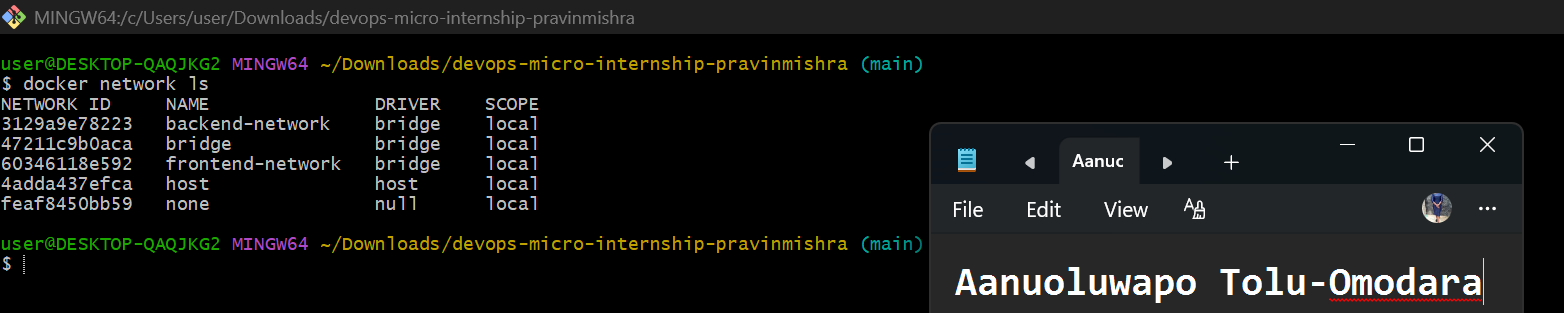 MINGW64:/c/Users/user/Downloads/devops-micro-internship-pravinmishra
user@DESKTOP-QAQJKG2 MINGW64 ~/Downloads/devops-micro-internship-pravinmishra (main)
$ docker network ls
NETWORK ID     NAME               DRIVER    SCOPE
3129a9e78223   backend-network    bridge    local
47211c9b0aca   bridge             bridge    local
60346118e592   frontend-network   bridge    local
4adda437efca   host               host      local
feaf8450bb59   none               null      local
user@DESKTOP-QAQJKG2 MINGW64 ~/Downloads/devops-micro-internship-pravinmishra (main)
$
Aanuc
File Edit View
Aanuoluwapo Tolu-Omodara